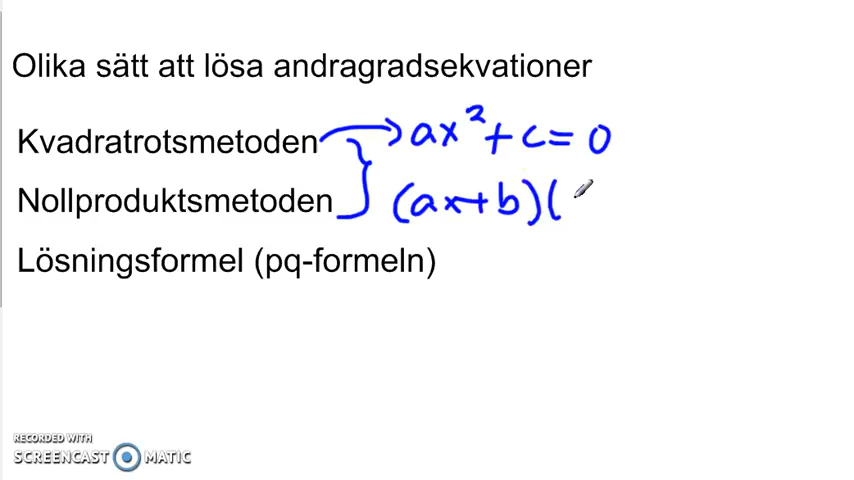 Olika sätt att lösa andragradsekvationer
Kvadratrotsmetoden → ax² + c = 0
Nollproduktsmetoden (ax+b)(
Lösningsformel (pq-formeln)
RECORDED WITH
SCREENCAST MATIC